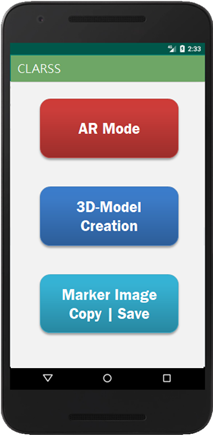 2:33
CLARSS
AR Mode
3D-Model
Creation
Marker Image
Copy | Save